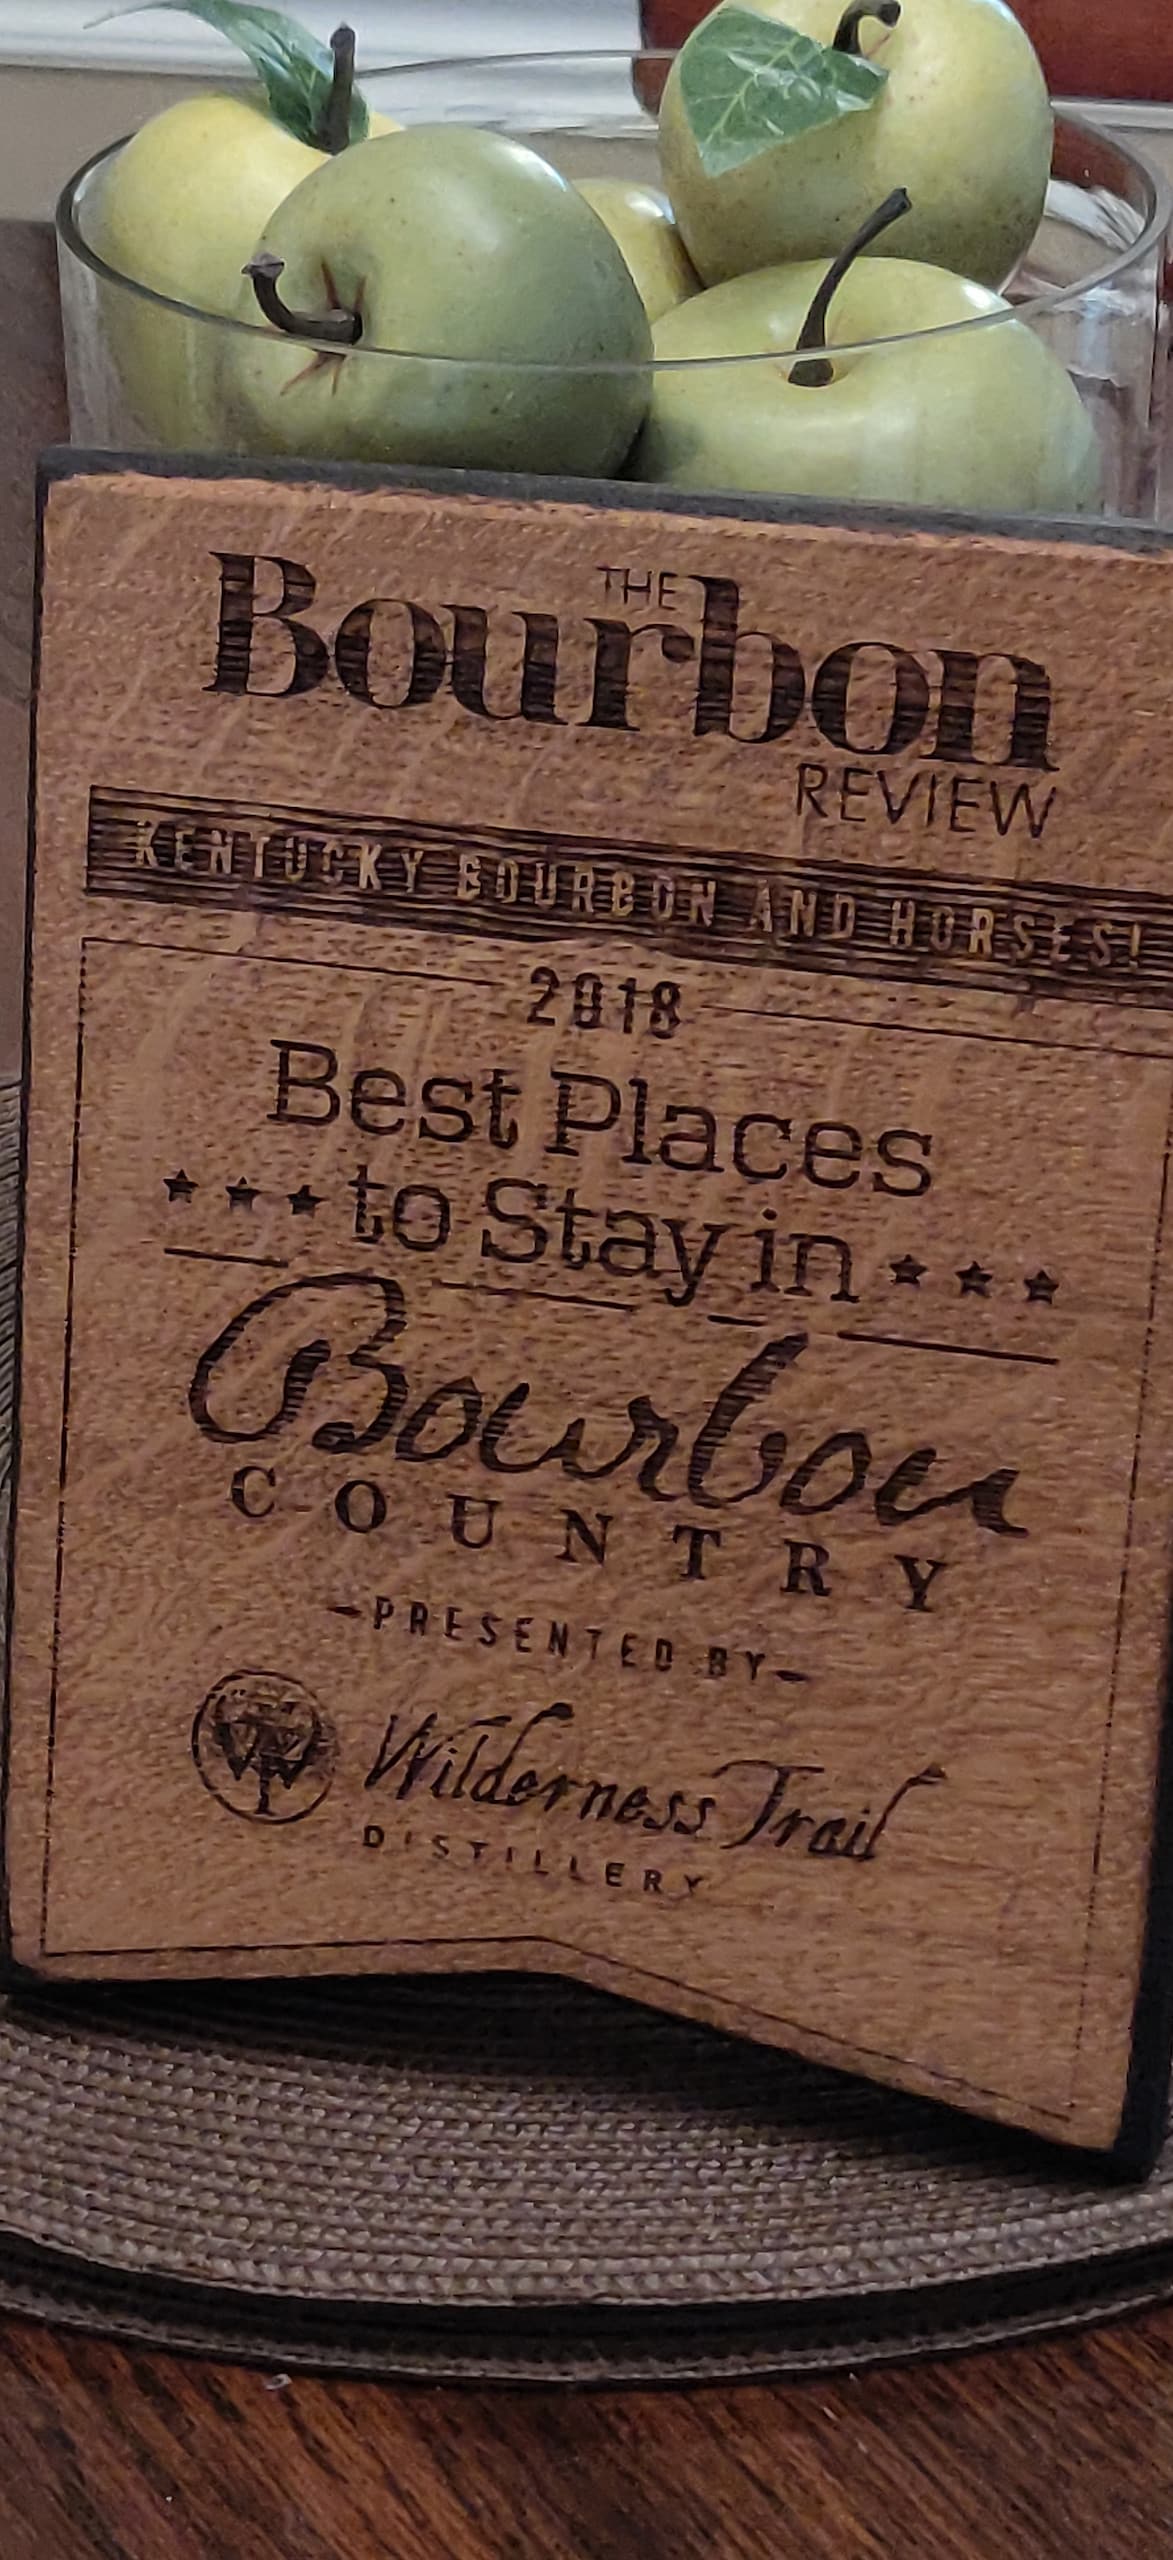 THE
Bourbon
REVIEW
KENTUCKY BOURBON AND HORSES!
2018
Best Places
to Stay in
Bourbon
COUNTRY
-PRESENTED BY-
Wilderness Trail
DISTILLERY